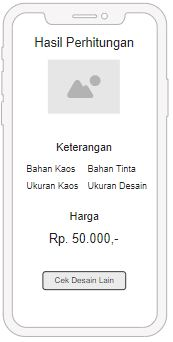 Hasil Perhitungan
Keterangan
Bahan Kaos Bahan Tinta
Ukuran Kaos Ukuran Desain
Harga
Rp. 50.000,-
Cek Desain Lain